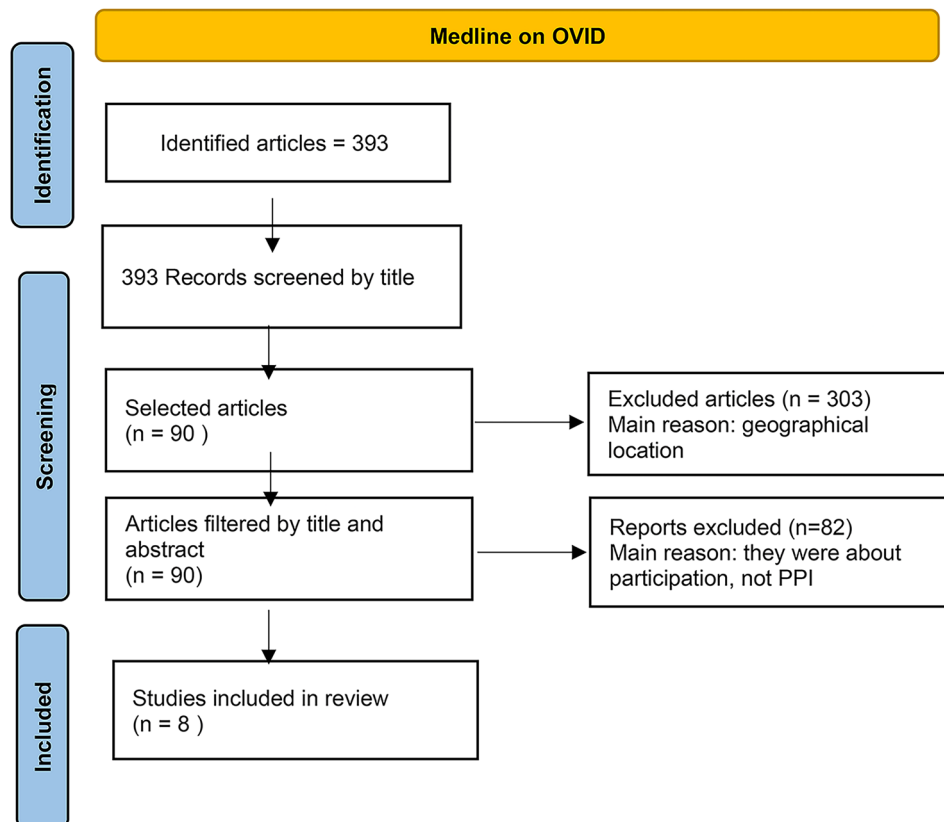 Medline on OVID
Identification
Identified articles = 393
393 Records screened by title
Screening
Selected articles
(n = 90 )
Excluded articles (n = 303)
Main reason: geographical
location
Articles filtered by title and
abstract
(n = 90)
Reports excluded (n=82)
Main reason: they were about
participation, not PPI
Included
Studies included in review
(n = 8 )